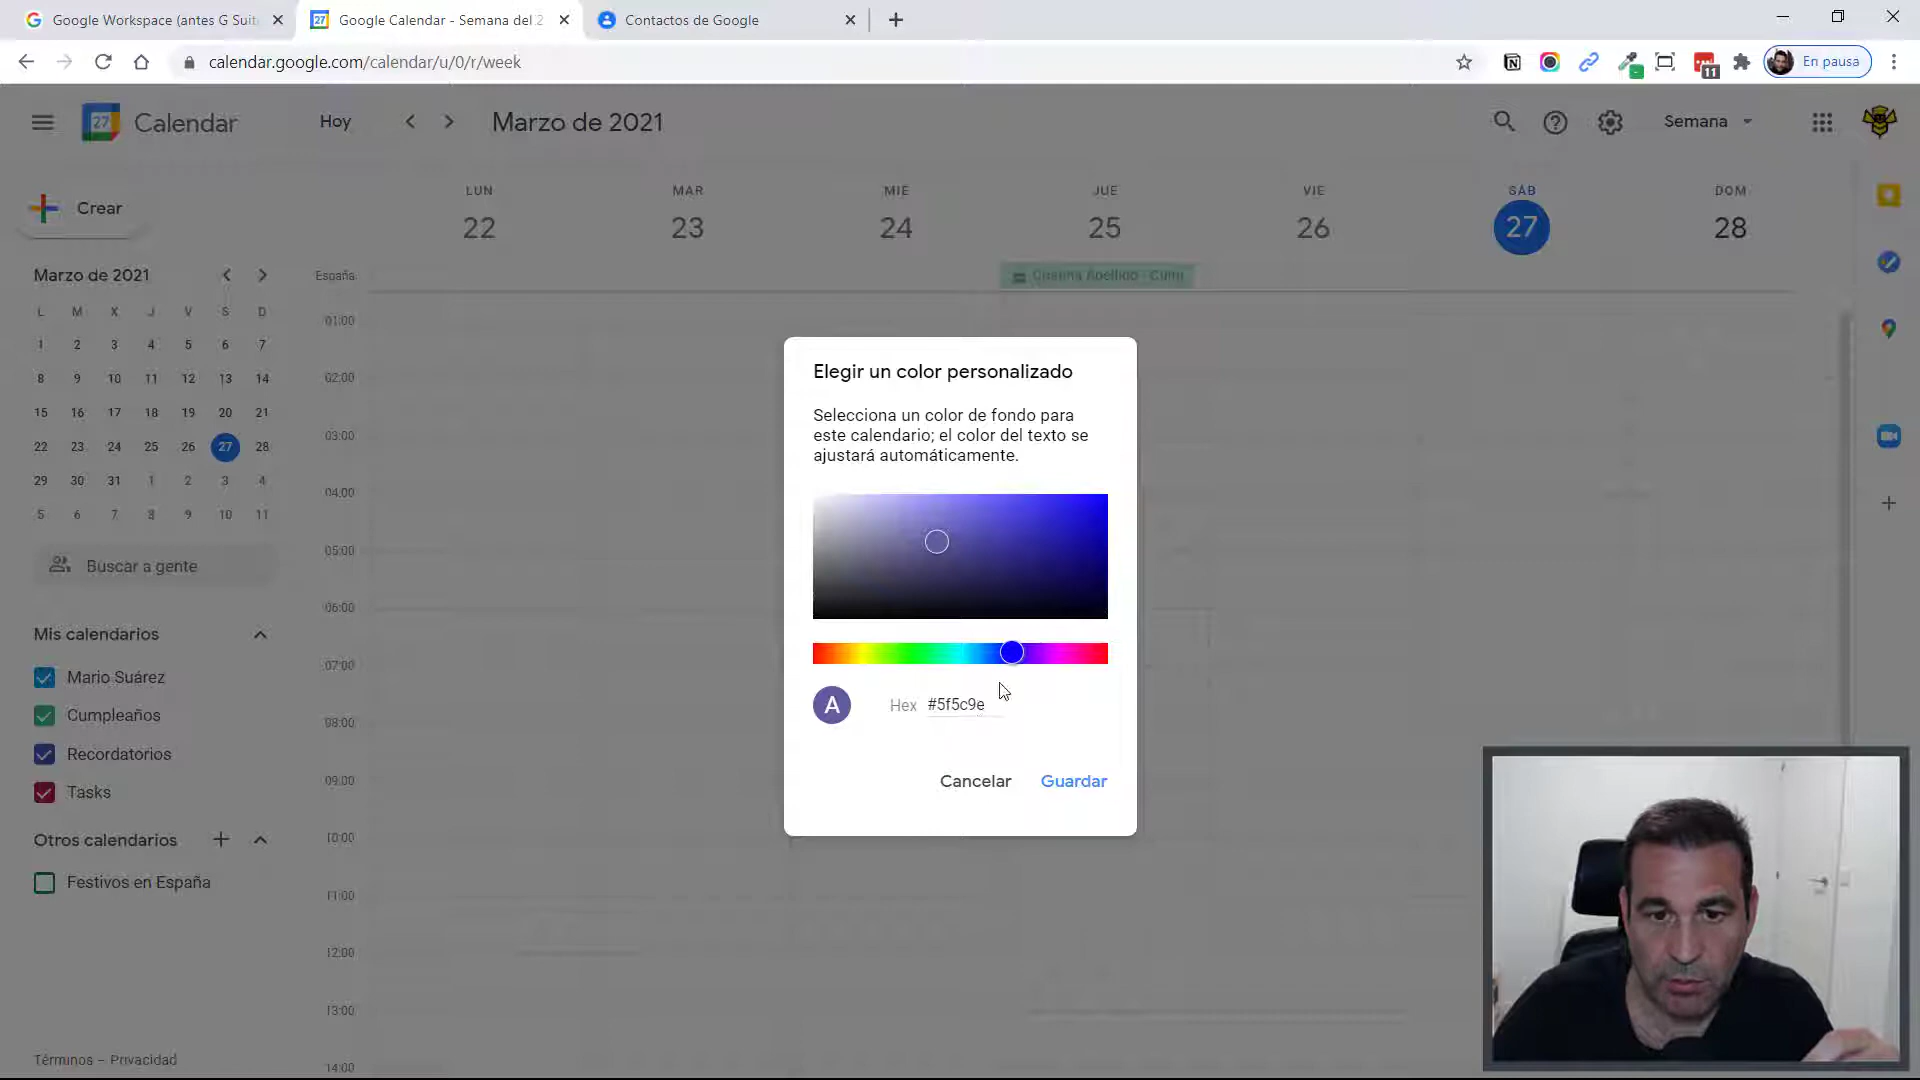 Google Workspace (antes G Suit
Google Calendar - Semana del 2
Contactos de Google
calendar.google.com/calendar/u/0/r/week
11
En pausa
27
Calendar
Hoy
Marzo de 2021
Semana
Crear
LUN
MAR
MIE
JUE
VIE
SÁB
DOM
22
23
24
25
26
27
28
España
Marzo de 2021
L M X J V S D
1 2 3 4 5 6 7
8 9 10 11 12 13 14
15 16 17 18 19 20 21
22 23 24 25 26 27 28
29 30 31 1 2 3 4
5 6 7 8 9 10 11
Buscar a gente
Mis calendarios
Mario Suárez
Cumpleaños
Recordatorios
Tasks
Otros calendarios
Festivos en España
Términos – Privacidad
01:00
02:00
03:00
04:00
05:00
06:00
07:00
08:00
09:00
10:00
11:00
12:00
13:00
14:00
Elegir un color personalizado
Selecciona un color de fondo para
este calendario; el color del texto se
ajustará automáticamente.
A
Hex #5f5c9e
Cancelar
Guardar